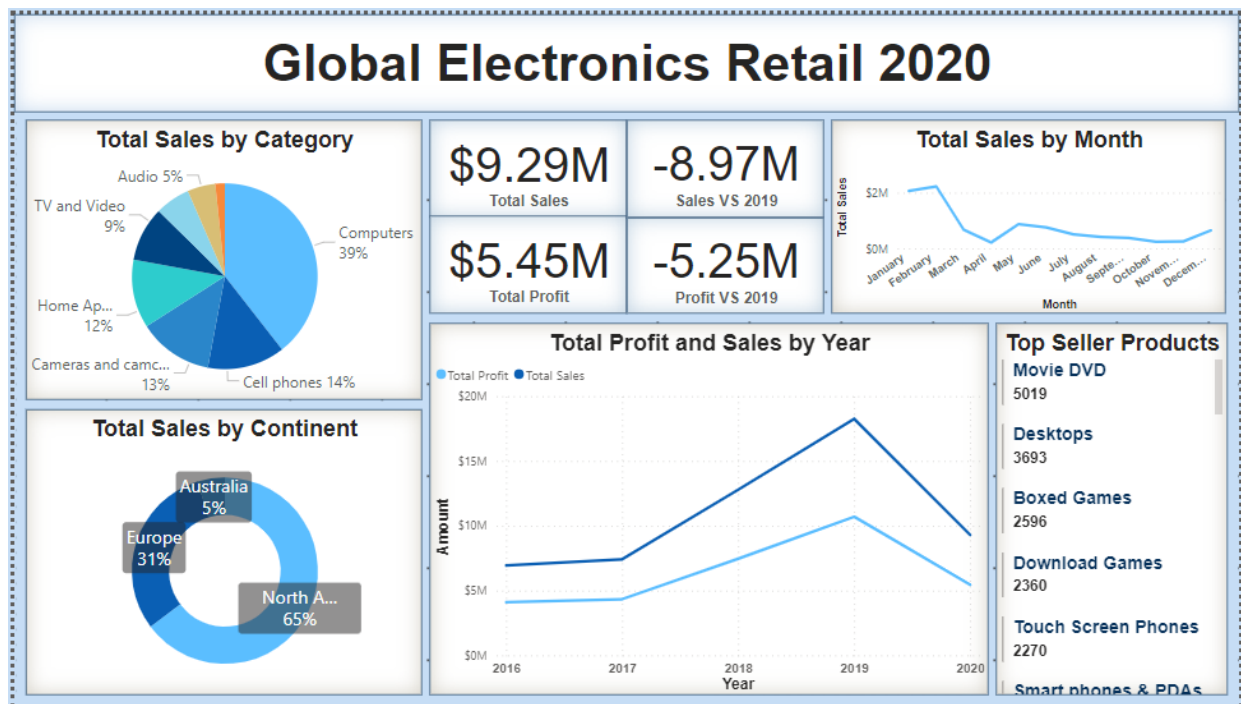 Global Electronics Retail 2020
Total Sales by Category
Audio 5%
TV and Video
9%
Home Ap...
12%
Cameras and camc...
13%
Cell phones 14%
Computers
39%
$9.29M
Total Sales
-8.97M
Sales VS 2019
$5.45M
Total Profit
-5.25M
Profit VS 2019
Total Sales by Month
Total Sales
$2M
$0M
January
February
March
April
May
June
July
August
Septe...
October
Novem...
Decem...
Month
Total Sales by Continent
Australia
5%
Europe
31%
North A...
65%
Total Profit and Sales by Year
Total Profit Total Sales
Amount
$20M
$15M
$10M
$5M
$0M
2016 2017 2018 2019 2020
Year
Top Seller Products
Movie DVD
5019
Desktops
3693
Boxed Games
2596
Download Games
2360
Touch Screen Phones
2270
Smart phones & PDAs